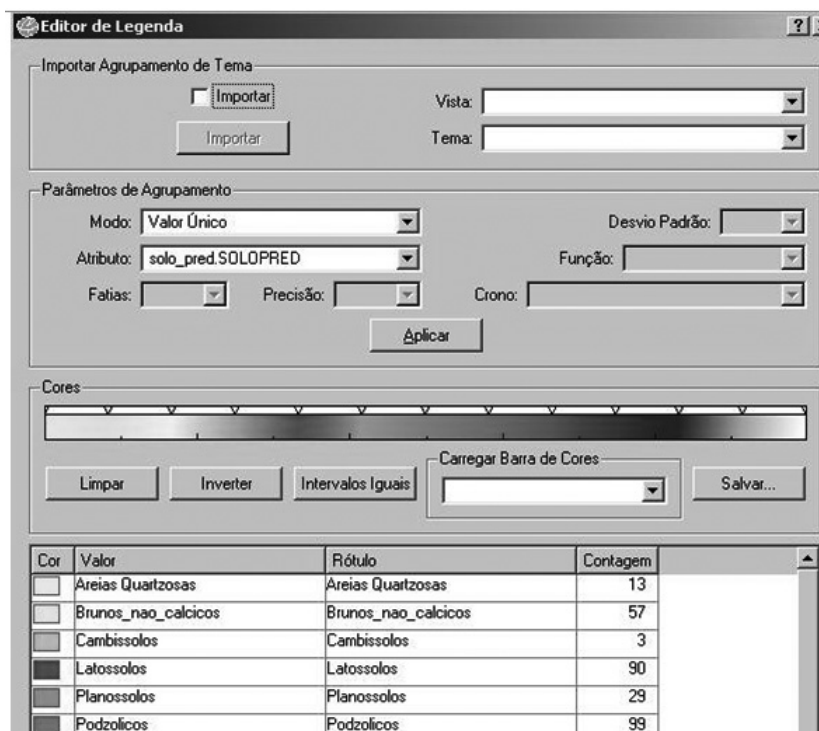 Editor de Legenda
Importar Agrupamento de Tema
Importar
Vista:
Importar
Tema:
Parâmetros de Agrupamento
Modo: Valor Único
Desvio Padrão:
Atributo: solo_pred.SOLOPRED
Função:
Fatias:
Precisão:
Crono:
Aplicar
Cores
Carregar Barra de Cores
Limpar Inverter Intervalos Iguais Salvar...
Cor Valor Rótulo Contagem
Areias Quartzosas Areias Quartzosas 13
Brunos_nao_calcicos Brunos_nao_calcicos 57
Cambissolos Cambissolos 3
Latossolos Latossolos 90
Planossolos Planossolos 29
Podzolicos Podzolicos 99